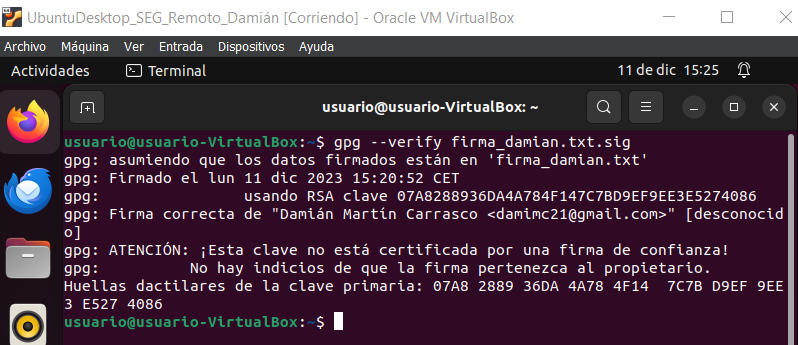 UbuntuDesktop_SEG_Remoto_Damián [Corriendo] - Oracle VM VirtualBox
Archivo Máquina Ver Entrada Dispositivos Ayuda
Actividades Terminal 11 de dic 15:25
usuario@usuario-VirtualBox: ~
usuario@usuario-VirtualBox:~$ gpg --verify firma_damian.txt.sig
gpg: asumiendo que los datos firmados están en 'firma_damian.txt'
gpg: Firmado el lun 11 dic 2023 15:20:52 CET
gpg:                usando RSA clave 07A8288936DA4A784F147C7BD9EF9EE3E5274086
gpg: Firma correcta de "Damián Martín Carrasco <damimc21@gmail.com>" [desconocid
o]
gpg: ATENCIÓN: ¡Esta clave no está certificada por una firma de confianza!
gpg:          No hay indicios de que la firma pertenezca al propietario.
Huellas dactilares de la clave primaria: 07A8 2889 36DA 4A78 4F14  7C7B D9EF 9EE
3 E527 4086
usuario@usuario-VirtualBox:~$